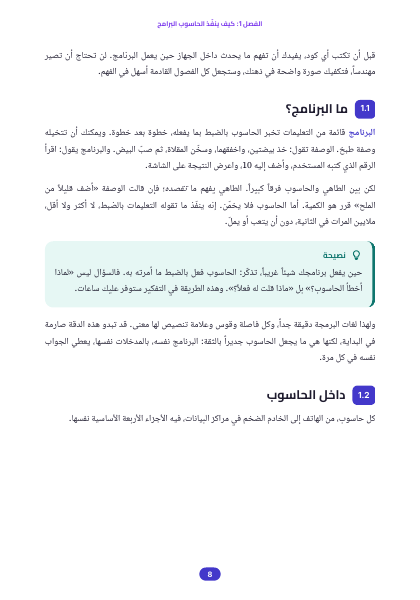 الفصل 1: كيف ينفّذ الحاسوب البرامج
قبل أن تكتب أي كود، يفيدك أن تفهم ما يحدث داخل الجهاز حين يعمل البرنامج. لن تحتاج أن تصير
مهندساً، فتكفيك صورة واضحة في ذهنك، وستجعل كل الفصول القادمة أسهل في الفهم.
1.1 ما البرنامج؟
البرنامج قائمة من التعليمات تخبر الحاسوب بالضبط بما يفعله، خطوة بعد خطوة. ويمكنك أن تتخيله
كوصفة طبخ. الوصفة تقول: خذ بيضتين، واخفقهما، وسخّن المقلاة، ثم صبّ البيض. والبرنامج يقول: اقرأ
الرقم الذي كتبه المستخدم، وأضف إليه 10، واعرض النتيجة على الشاشة.
لكن بين الطاهي والحاسوب فرقاً كبيراً. الطاهي يفهم ما تقصده؛ فإن قالت الوصفة «أضف قليلاً من
الملح» قرر هو الكمية. أما الحاسوب فلا يخمّن. إنه ينفّذ ما تقوله التعليمات بالضبط، لا أكثر ولا أقل،
ملايين المرات في الثانية، دون أن يتعب أو يملّ.
نصيحة
حين يفعل برنامجك شيئاً غريباً، تذكّر: الحاسوب فعل بالضبط ما أمرته به. فالسؤال ليس «لماذا
أخطأ الحاسوب؟» بل «ماذا قلت له فعلاً؟». وهذه الطريقة في التفكير ستوفر عليك ساعات.
ولهذا لغات البرمجة دقيقة جداً، وكل فاصلة وقوس وعلامة تنصيص لها معنى. قد تبدو هذه الدقة صارمة
في البداية، لكنها هي ما يجعل الحاسوب جديراً بالثقة: البرنامج نفسه، بالمدخلات نفسها، يعطي الجواب
نفسه في كل مرة.
1.2 داخل الحاسوب
كل حاسوب، من الهاتف إلى الخادم الضخم في مراكز البيانات، فيه الأجزاء الأربعة الأساسية نفسها.
8